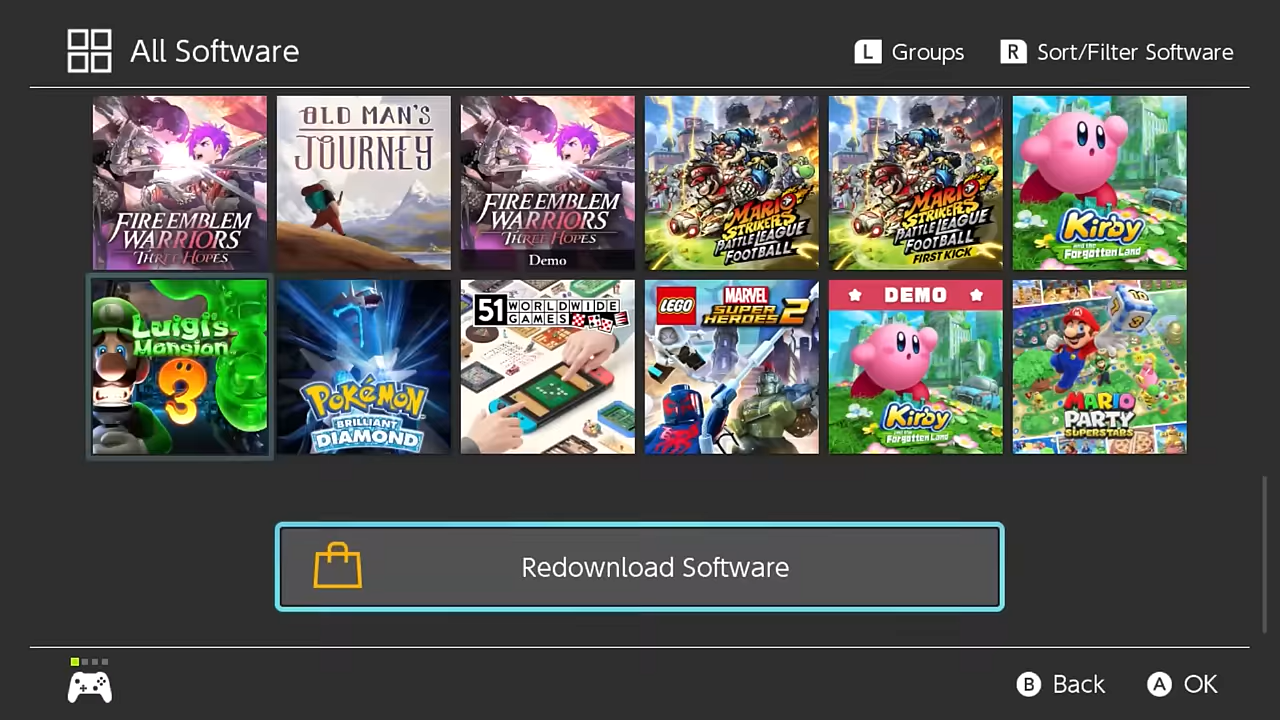 All Software
L Groups
R Sort/Filter Software
FIRE EMBLEM
WARRIORS
THREE HOPES
OLD MAN'S
JOURNEY
FIRE EMBLEM
WARRIORS
THREE HOPES
Demo
MARIO
STRIKERS
BATTLE LEAGUE
FOOTBALL
MARIO
STRIKERS
BATTLE LEAGUE
FOOTBALL
FIRST KICK
Kirby
and the
Forgotten Land
Luigi's
Mansion
3
POKéMON
BRILLIANT
DIAMOND
51 WORLDWIDE
GAMES
LEGO
MARVEL
SUPER
HEROES 2
DEMO
Kirby
and the
Forgotten Land
MARIO
PARTY
SUPERSTARS
Redownload Software
B Back
A OK